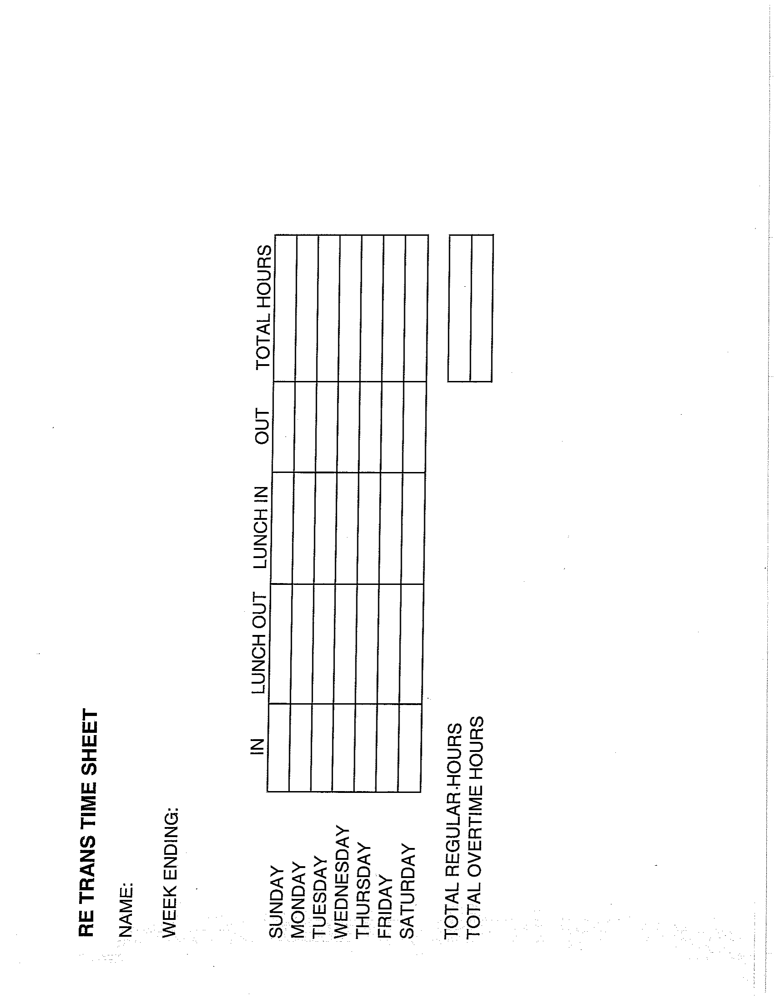 RE TRANS TIME SHEET
NAME:
WEEK ENDING:
IN LUNCH OUT LUNCH IN OUT TOTAL HOURS
SUNDAY
MONDAY
TUESDAY
WEDNESDAY
THURSDAY
FRIDAY
SATURDAY
TOTAL REGULAR HOURS
TOTAL OVERTIME HOURS